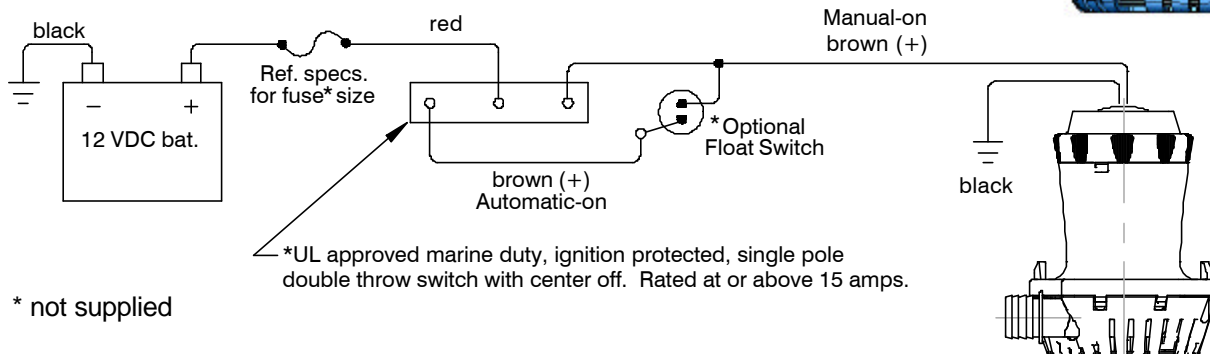 black
red
Manual-on
brown (+)
Ref. specs.
for fuse* size
− +
12 VDC bat.
* Optional
Float Switch
black
brown (+)
Automatic-on
*UL approved marine duty, ignition protected, single pole
double throw switch with center off. Rated at or above 15 amps.
* not supplied